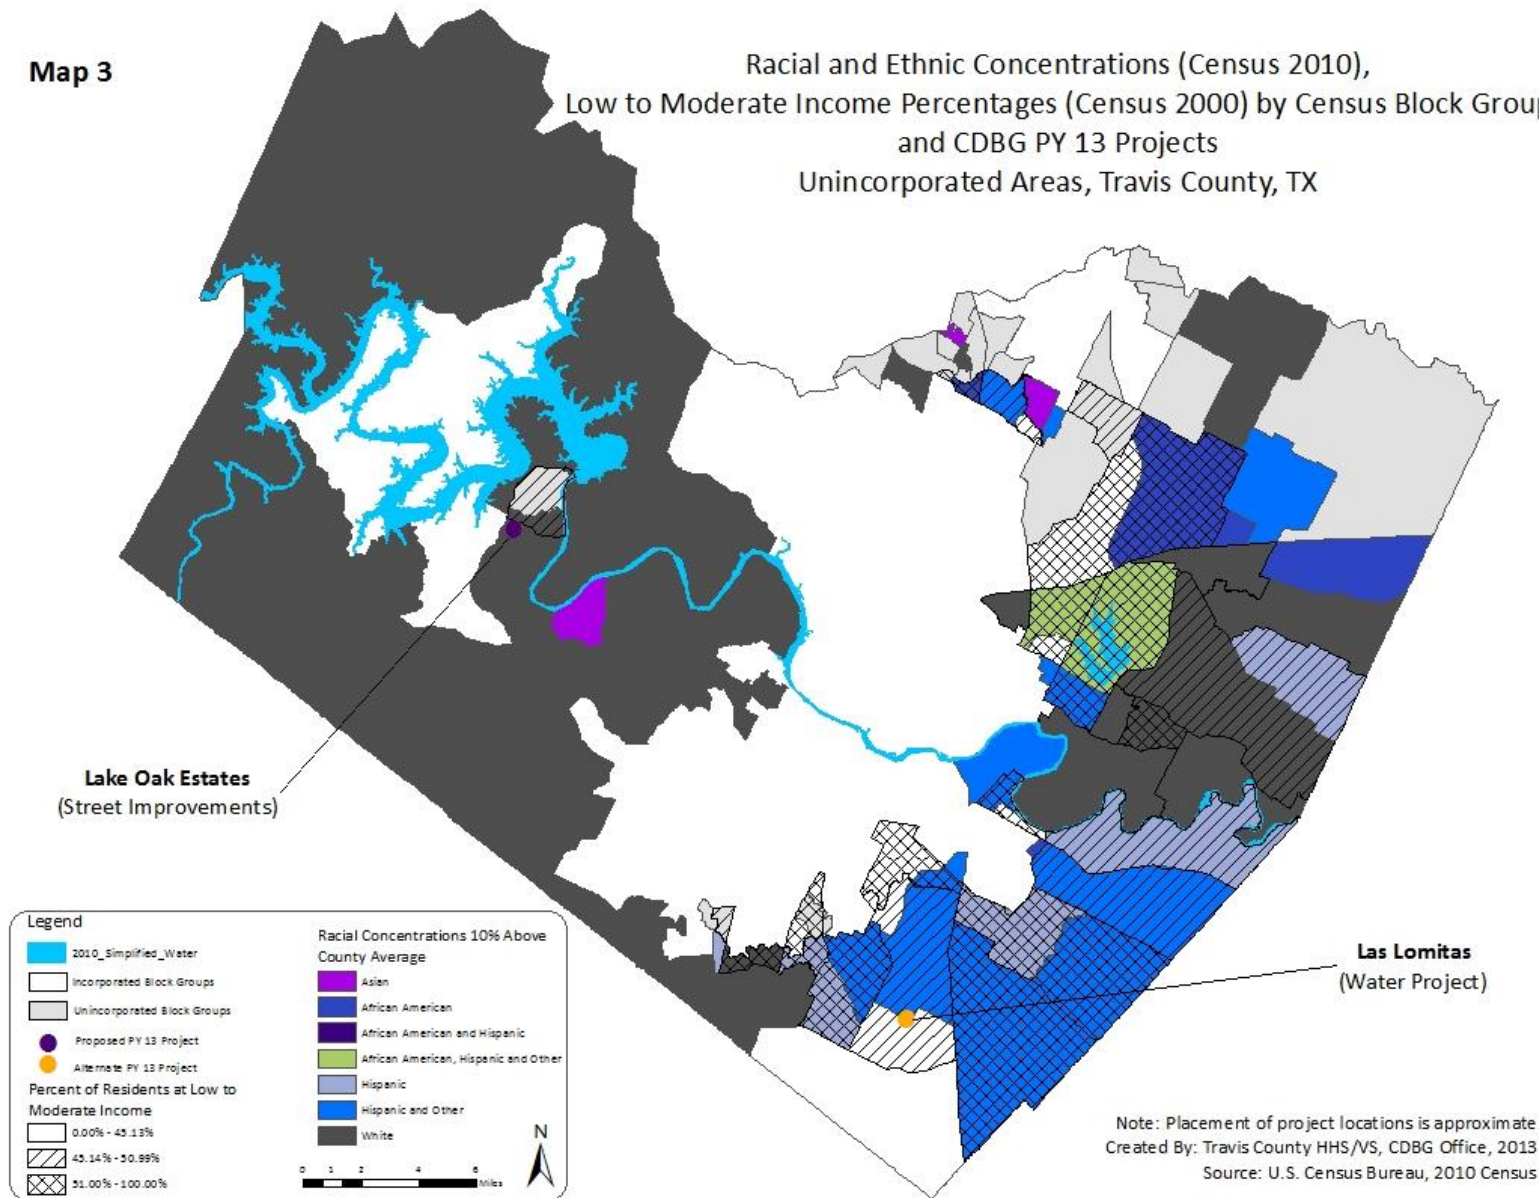 Map 3
Racial and Ethnic Concentrations (Census 2010),
Low to Moderate Income Percentages (Census 2000) by Census Block Group
and CDBG PY 13 Projects
Unincorporated Areas, Travis County, TX
Lake Oak Estates
(Street Improvements)
Las Lomitas
(Water Project)
Legend
2010_Simplified_Water
Incorporated Block Groups
Unincorporated Block Groups
Proposed PY 13 Project
Alternate PY 13 Project
Percent of Residents at Low to
Moderate Income
0.00% - 45.13%
45.14% - 50.99%
51.00% - 100.00%
Racial Concentrations 10% Above
County Average
Asian
African American
African American and Hispanic
African American, Hispanic and Other
Hispanic
Hispanic and Other
White
N
0 1 2 4 6
Miles
Note: Placement of project locations is approximate
Created By: Travis County HHS/VS, CDBG Office, 2013
Source: U.S. Census Bureau, 2010 Census